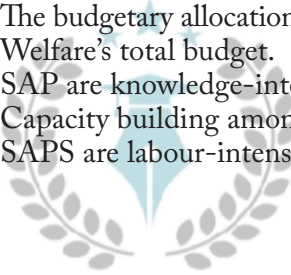 The budgetary allocation
Welfare’s total budget.
SAP are knowledge-inte
Capacity building amon
SAPS are labour-intens